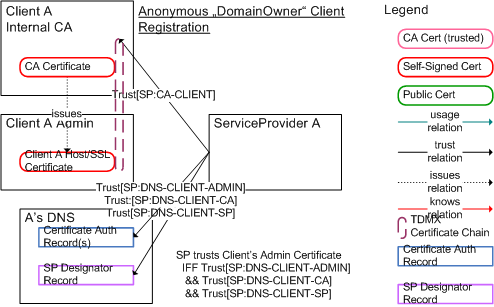 Anonymous „DomainOwner“ Client
Registration
Client A
Internal CA
CA Certificate
Trust[SP:CA-CLIENT]
issues
Client A Admin
Client A Host/SSL
Certificate
ServiceProvider A
Trust[SP:DNS-CLIENT-ADMIN]
Trust[SP:DNS-CLIENT-CA]
Trust[SP:DNS-CLIENT-SP]
A's DNS
Certificate Auth
Record(s)
SP Designator
Record
SP trusts Client's Admin Certificate
IFF Trust[SP:DNS-CLIENT-ADMIN]
&& Trust[SP:DNS-CLIENT-CA]
&& Trust[SP:DNS-CLIENT-SP]
Legend
CA Cert (trusted)
Self-Signed Cert
Public Cert
usage
relation
trust
relation
issues
relation
knows
relation
TDMX
Certificate Chain
Certificate Auth
Record
SP Designator
Record